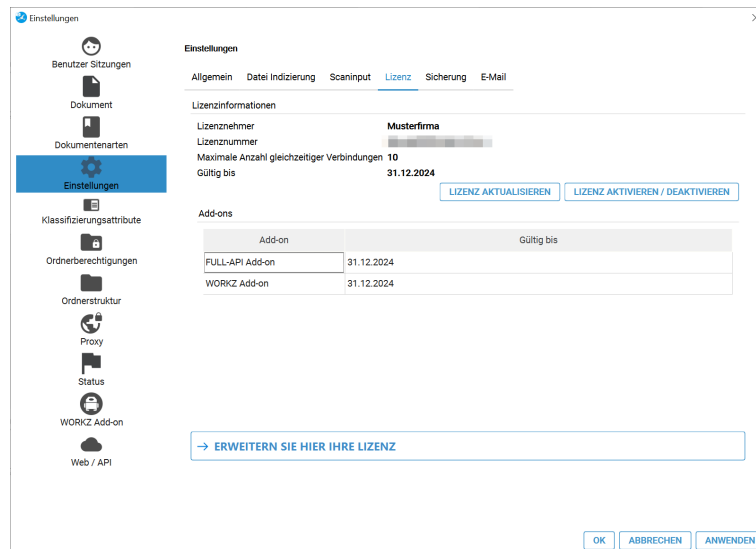 Einstellungen
Benutzer Sitzungen
Dokument
Dokumentenarten
Einstellungen
Klassifizierungsattribute
Ordnerberechtigungen
Ordnerstruktur
Proxy
Status
WORKZ Add-on
Web / API
Einstellungen
Allgemein Datei Indizierung Scaninput Lizenz Sicherung E-Mail
Lizenzinformationen
Lizenznehmer Musterfirma
Lizenznummer
Maximale Anzahl gleichzeitiger Verbindungen 10
Gültig bis 31.12.2024
LIZENZ AKTUALISIEREN LIZENZ AKTIVIEREN / DEAKTIVIEREN
Add-ons
Add-on Gültig bis
FULL-API Add-on 31.12.2024
WORKZ Add-on 31.12.2024
→ ERWEITERN SIE HIER IHRE LIZENZ
OK ABBRECHEN ANWENDEN